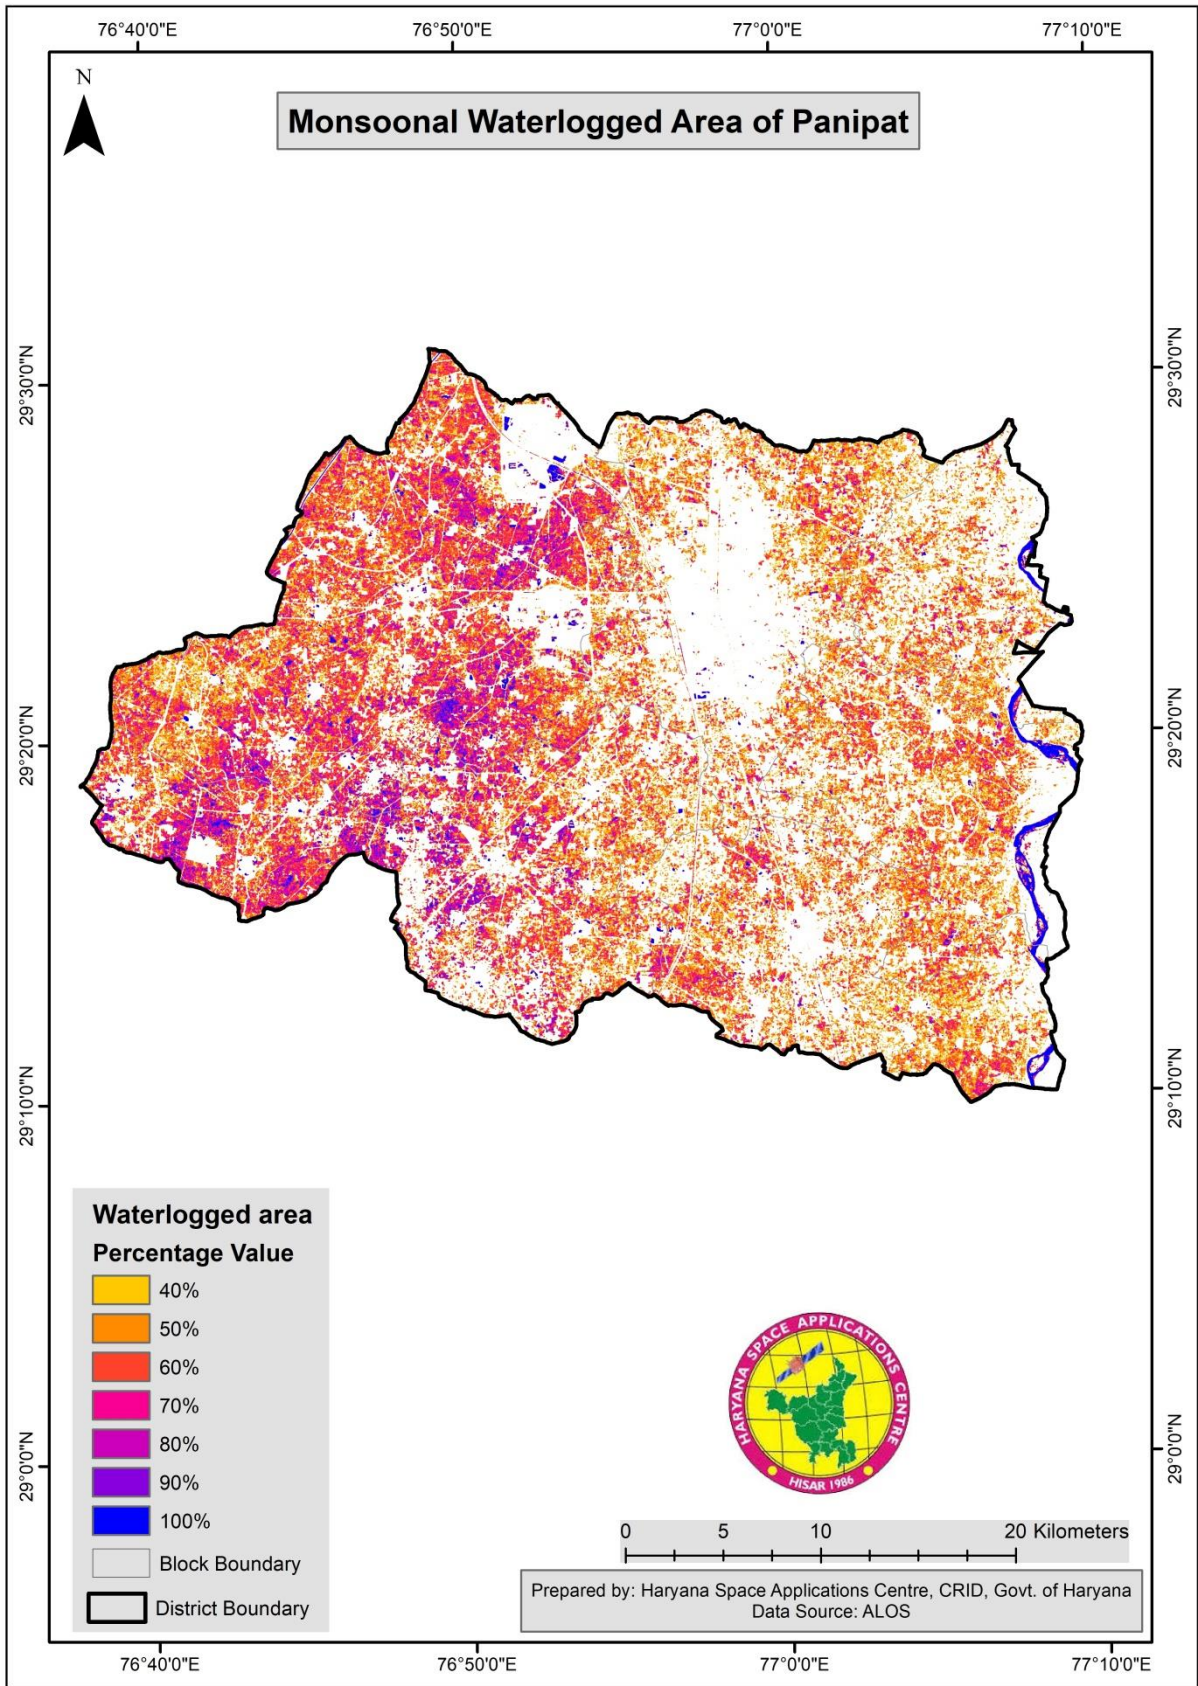 76°40'0"E 76°50'0"E 77°0'0"E 77°10'0"E
N
Monsoonal Waterlogged Area of Panipat
29°30'0"N
29°30'0"N
29°20'0"N
29°20'0"N
29°10'0"N
29°10'0"N
29°0'0"N
29°0'0"N
Waterlogged area
Percentage Value
40%
50%
60%
70%
80%
90%
100%
Block Boundary
District Boundary
HARYANA SPACE APPLICATIONS CENTRE
HISAR 1986
0 5 10 20 Kilometers
Prepared by: Haryana Space Applications Centre, CRID, Govt. of Haryana
Data Source: ALOS
76°40'0"E 76°50'0"E 77°0'0"E 77°10'0"E